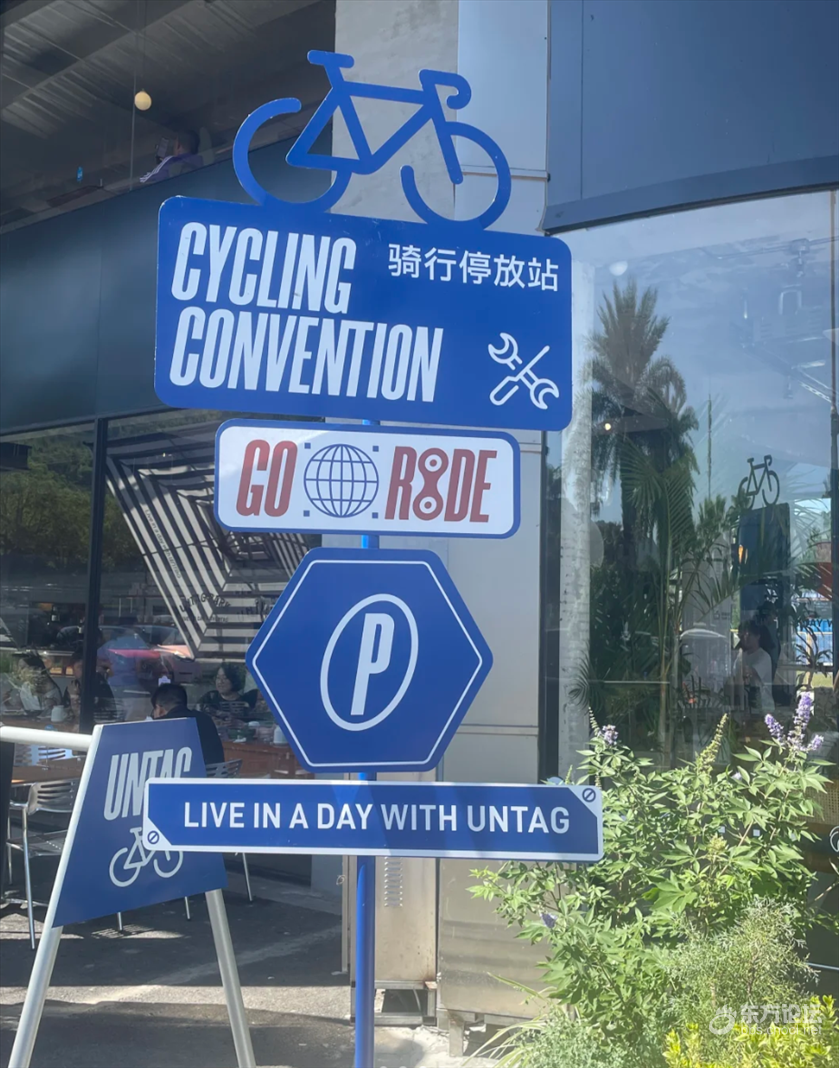 CYCLING
CONVENTION
骑行停放站
GO RIDE
P
LIVE IN A DAY WITH UNTAG
UNTAG
东方论坛